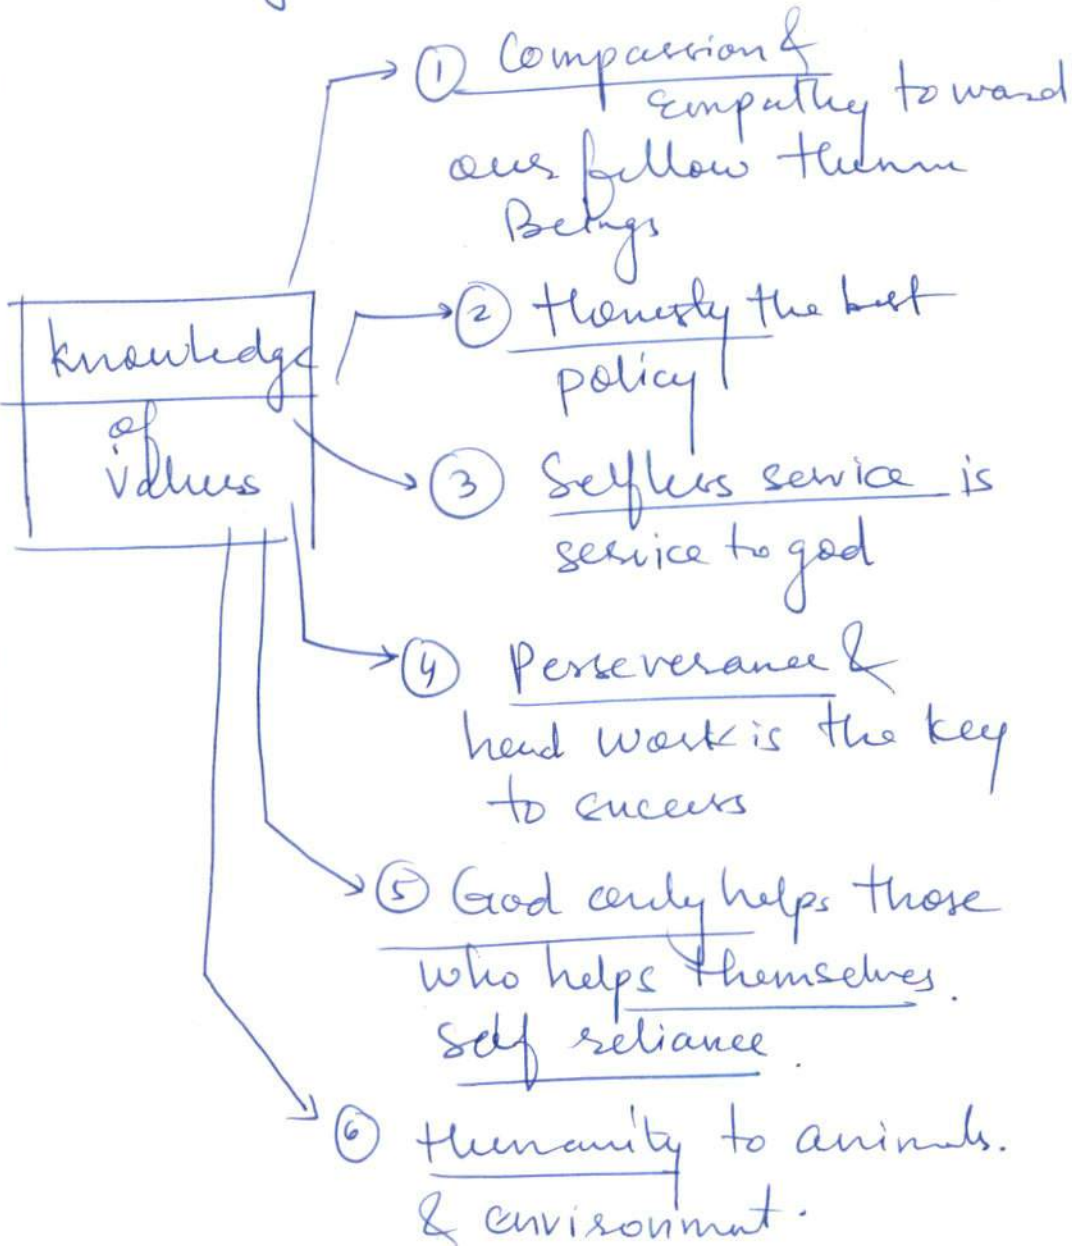 ① Compassion &
Empathy toward
our fellow Human
Beings
knowledge
of
values
② Honesty the best
policy
③ Selfless service is
service to god
④ Perseverance &
hard work is the key
to success
⑤ God only helps those
who helps themselves.
Self reliance.
⑥ Humanity to animals.
& environment.